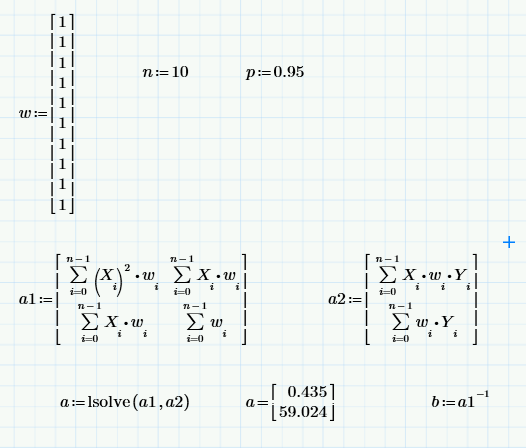 w:=[1 1 1 1 1 1 1 1 1 1]
n:=10
p:=0.95
a1:=[∑_{i=0}^{n-1} (X_i)^2·w_i ∑_{i=0}^{n-1} X_i·w_i
∑_{i=0}^{n-1} X_i·w_i ∑_{i=0}^{n-1} w_i]
a2:=[∑_{i=0}^{n-1} X_i·w_i·Y_i
∑_{i=0}^{n-1} w_i·Y_i]
a:=lsolve(a1,a2)
a=[0.435
59.024]
b:=a1^{-1}